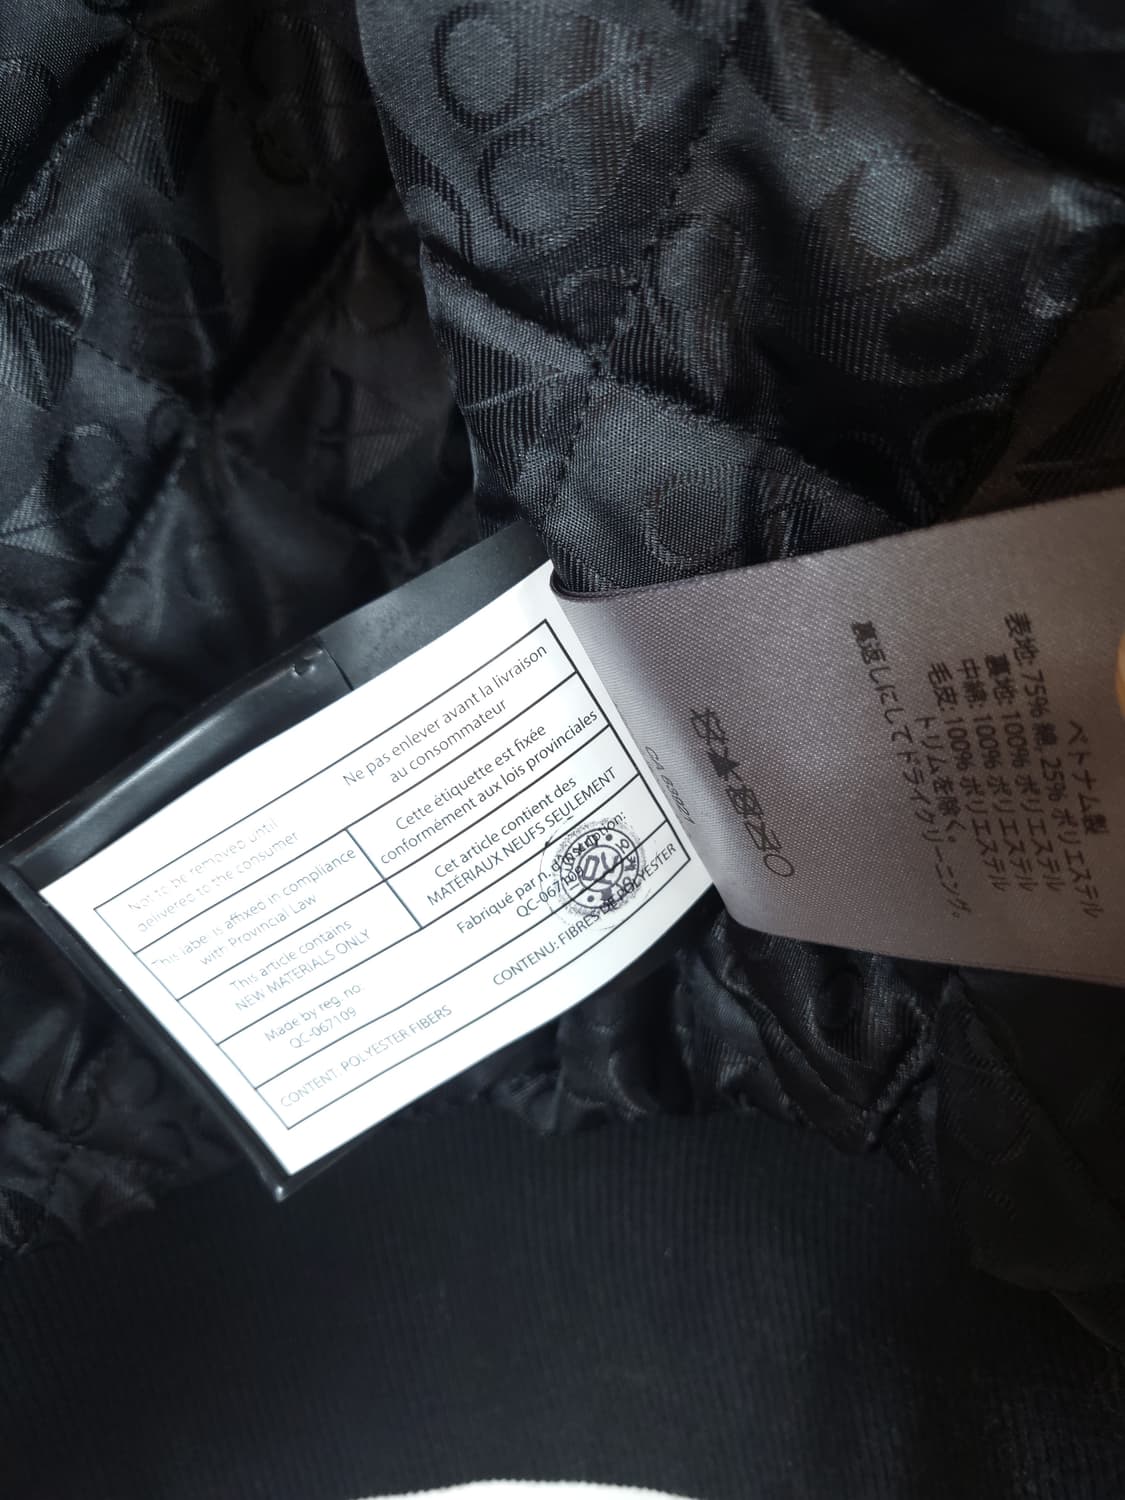 Not to be removed until
delivered to the consumer
Ne pas enlever avant la livraison
au consommateur
This label is affixed in compliance
with Provincial Law
Cette étiquette est fixée
conformément aux lois provinciales
This article contains
NEW MATERIALS ONLY
Cet article contient des
MATÉRIAUX NEUFS SEULEMENT
Made by reg. no:
QC-067109
Fabriqué par n. d'inscription:
QC-067109
CONTENT: POLYESTER FIBERS
CONTENU: FIBRES DE POLYESTER
ベトナム製
表地: 75% 綿, 25% ポリエステル
裏地: 100% ポリエステル
中綿: 100% ポリエステル
毛皮: 100% ポリエステル
トリムを除く。
裏返しにしてドライクリーニング。